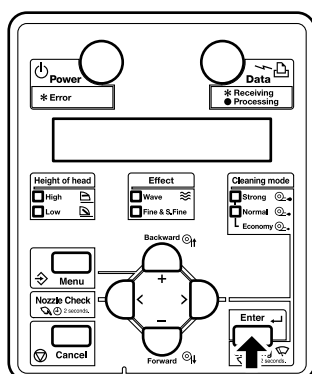 Power
Data
* Error
* Receiving
● Processing
Height of head
Effect
Cleaning mode
High
Wave
Strong
Low
Fine & S.Fine
Normal
Economy
Backward
Menu
+
< >
−
Nozzle Check
2 seconds.
Enter
Cancel
Forward
2 seconds.